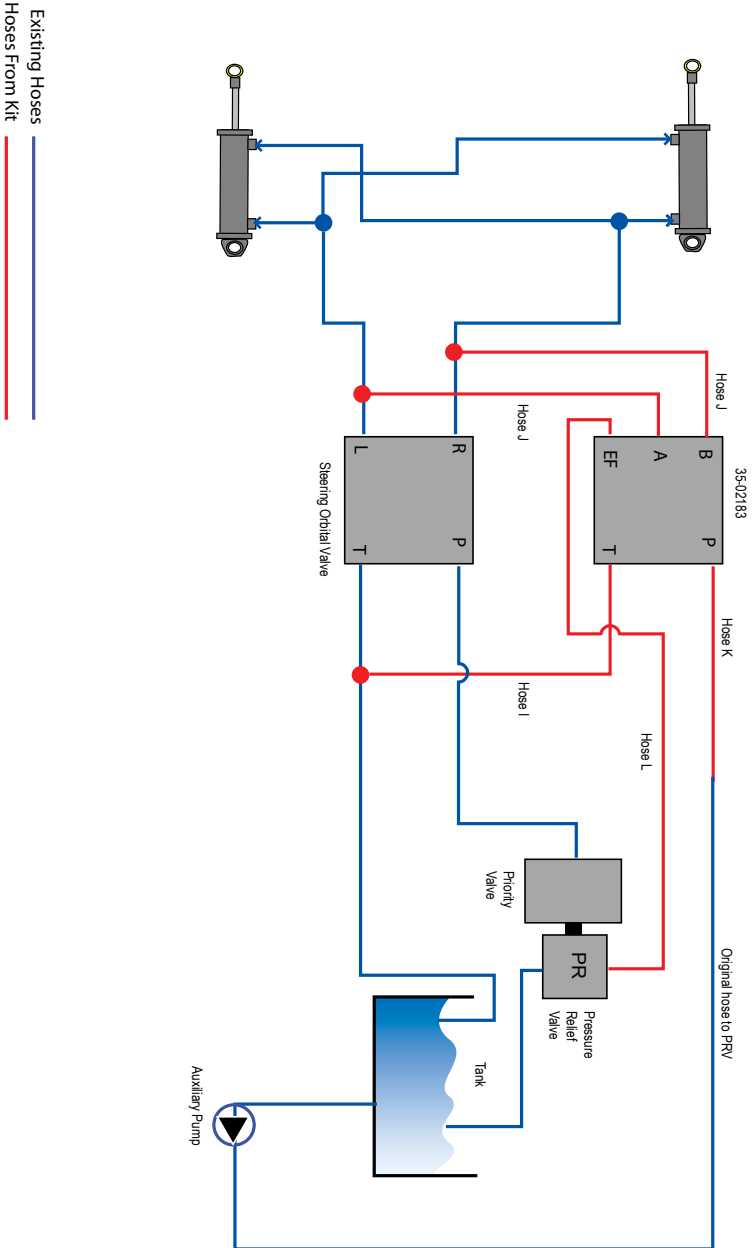 Existing Hoses
Hoses From Kit
35-02183
Hose J
Hose J
B
A
EF
P
T
Hose K
R
L
P
T
Steering Orbital Valve
Hose I
Hose L
Priority
Valve
PR
Pressure
Relief
Valve
Original hose to PRV
Tank
Auxiliary Pump